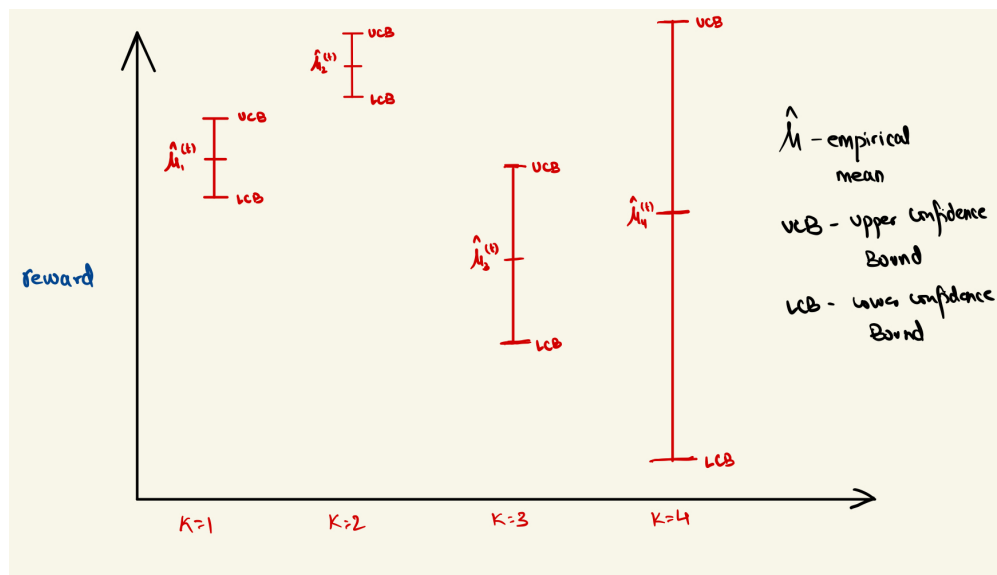 UCB
μ̂₁⁽ᵗ⁾
LCB
UCB
μ̂₂⁽ᵗ⁾
LCB
UCB
μ̂₃⁽ᵗ⁾
LCB
UCB
μ̂₄⁽ᵗ⁾
LCB
reward
K=1
K=2
K=3
K=4
μ̂ - empirical
mean
UCB - upper confidence
Bound
LCB - Lower confidence
Bound